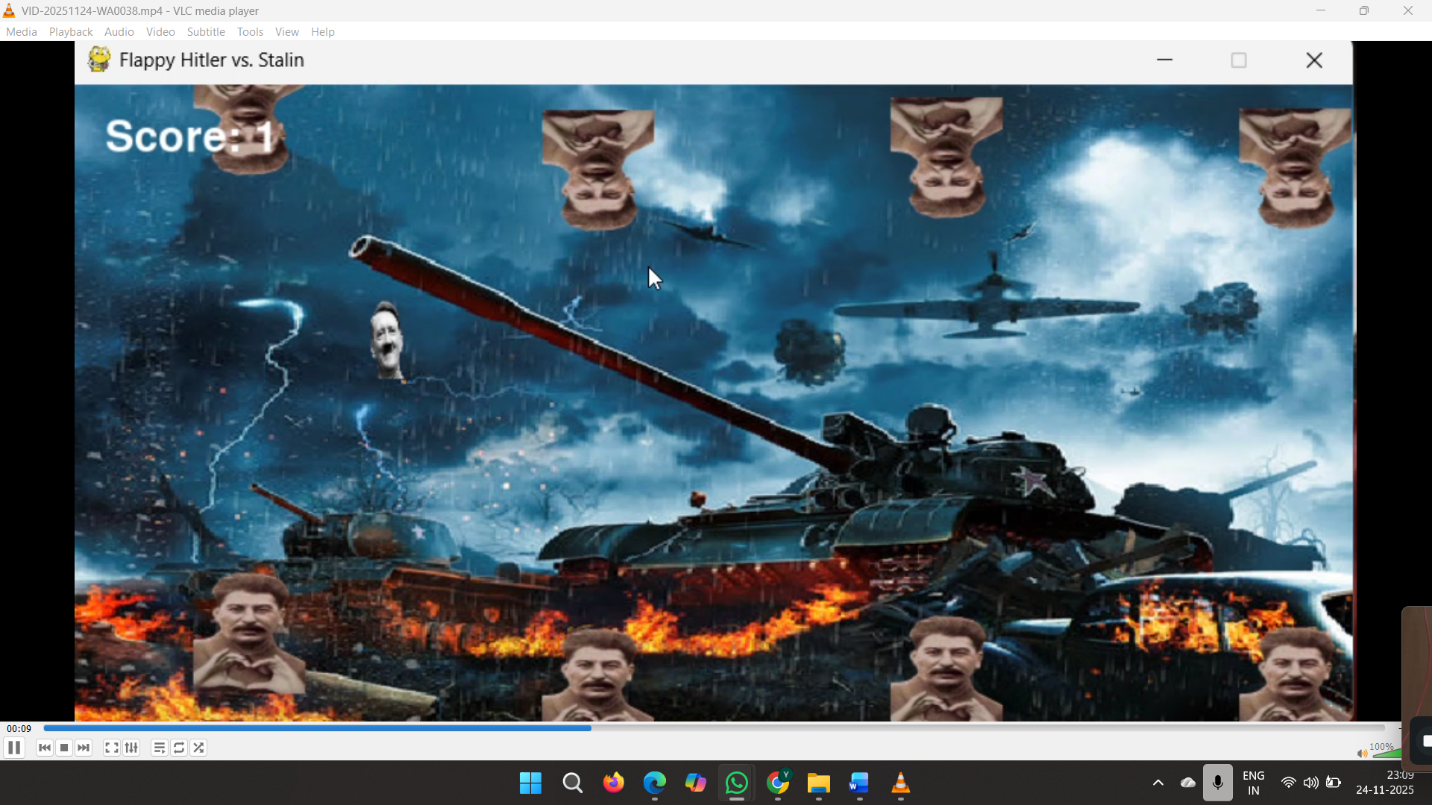 VID-20251124-WA0038.mp4 - VLC media player
Media Playback Audio Video Subtitle Tools View Help
Flappy Hitler vs. Stalin
Score: 1
00:09
100%
ENG
IN
23:09
24-11-2025